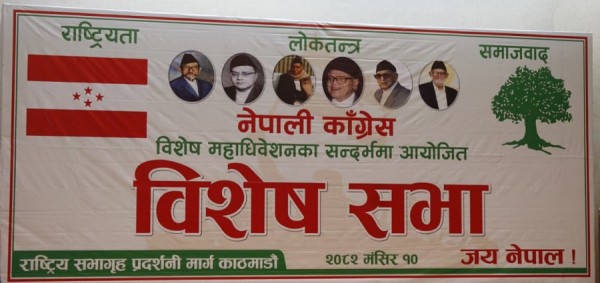 राष्ट्रियता
लोकतन्त्र
समाजवाद
नेपाली काँग्रेस
विशेष महाधिवेशनका सन्दर्भमा आयोजित
विशेष सभा
राष्ट्रिय सभागृह प्रदर्शनी मार्ग काठमाडौं
२०८२ मंसिर १०
जय नेपाल !